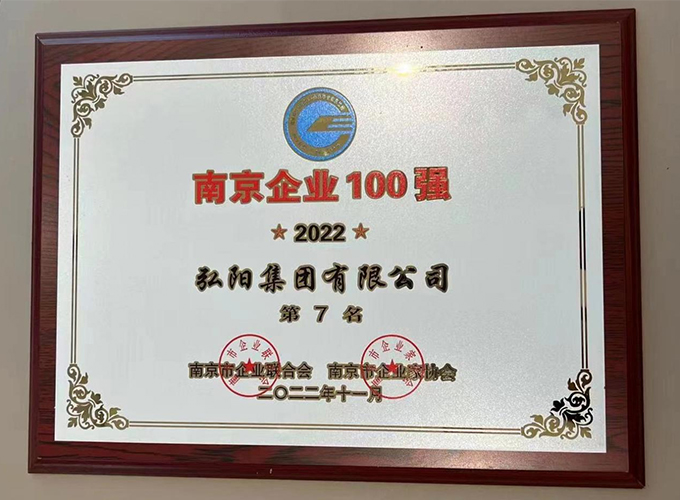 南京企业100强
2022
弘阳集团有限公司
第7名
南京市企业联合会 南京市企业家协会
二〇二二年十一月